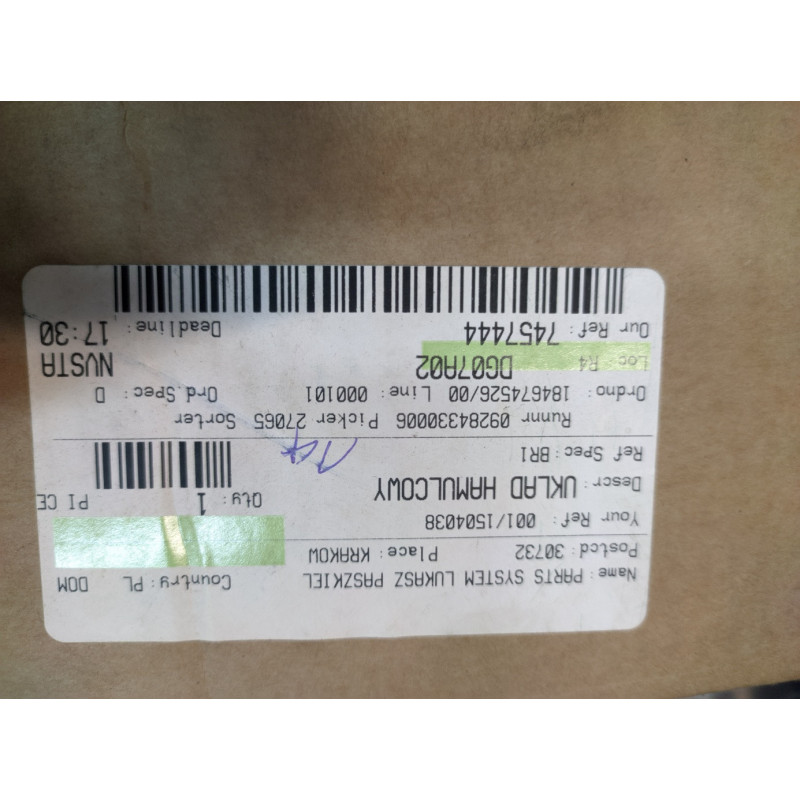 Name: PARTS SYSTEM LUKASZ PASZKIEL Country: PL DOM
Postcd: 30732 Place: KRAKOW
Your Ref: 001/1504038
Descr: UKLAD HAMULCOWY Qty: 1 PI CE
Ref Spec: BR1
Runnr 09284330006 Picker 27065 Sorter
Ordno: 184674526/00 Line: 000101 Ord.Spec: D
Loc: R4 DG07A02 NVSTA
Our Ref: 7457444 Deadline: 17:30